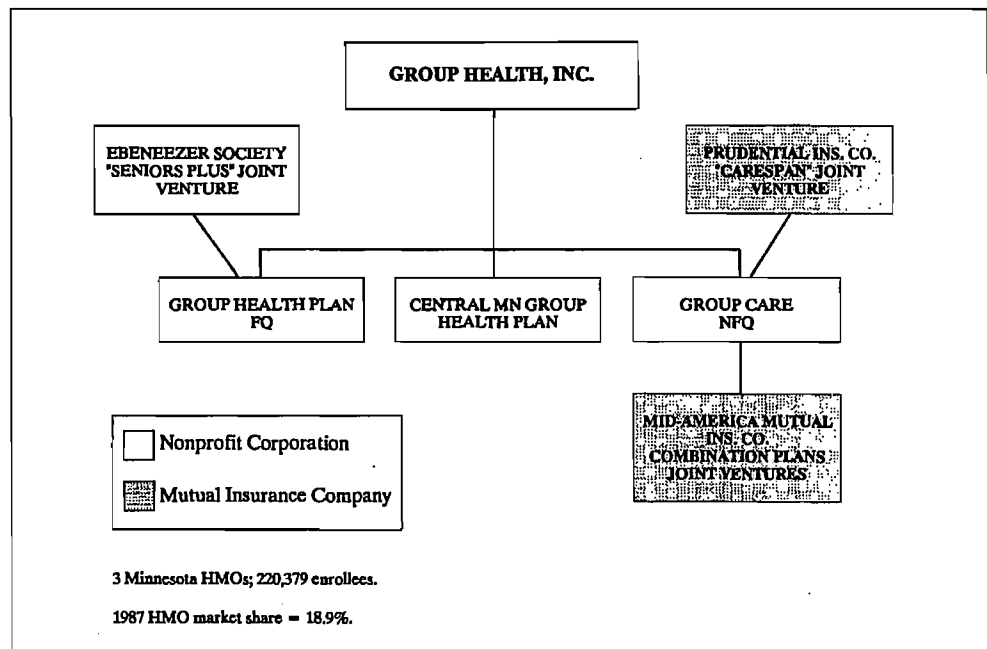 GROUP HEALTH, INC.
EBENEEZER SOCIETY
"SENIORS PLUS" JOINT
VENTURE
PRUDENTIAL INS. CO.
"CARESPAN" JOINT
VENTURE
GROUP HEALTH PLAN
FQ
CENTRAL MN GROUP
HEALTH PLAN
GROUP CARE
NFQ
MID-AMERICA MUTUAL
INS. CO.
COMBINATION PLANS
JOINT VENTURES
Nonprofit Corporation
Mutual Insurance Company
3 Minnesota HMOs; 220,379 enrollees.
1987 HMO market share = 18.9%.